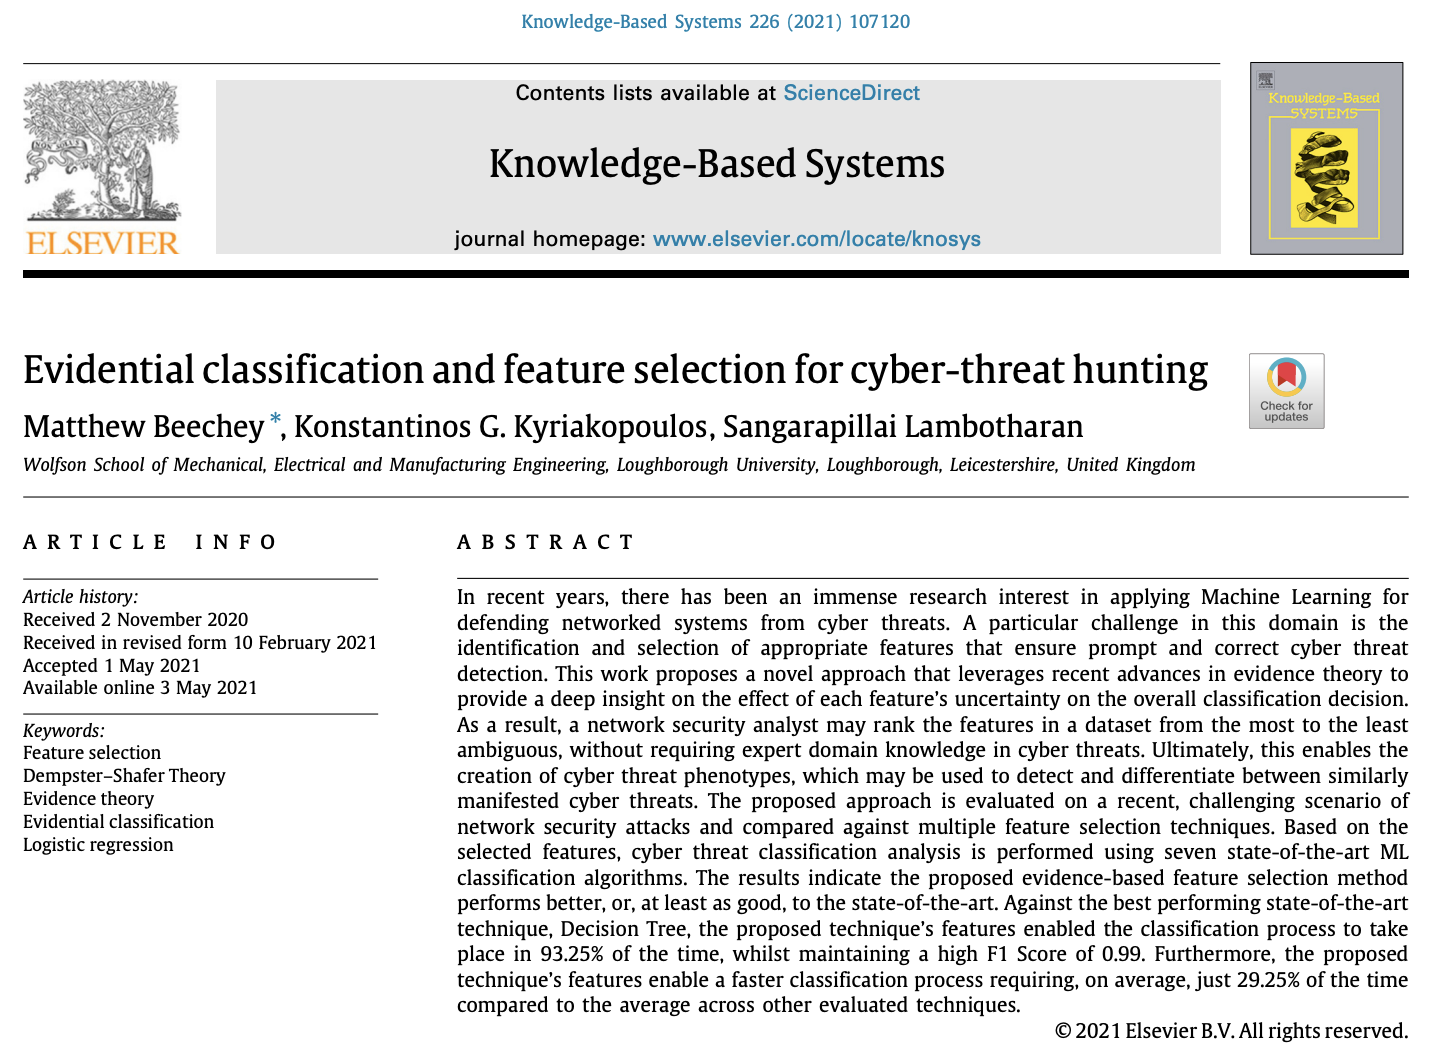 Knowledge-Based Systems 226 (2021) 107120
Contents lists available at ScienceDirect
Knowledge-Based Systems
journal homepage: www.elsevier.com/locate/knosys
ELSEVIER
Knowledge-Based
SYSTEMS
Evidential classification and feature selection for cyber-threat hunting
Check for
updates
Matthew Beechey *, Konstantinos G. Kyriakopoulos, Sangarapillai Lambotharan
Wolfson School of Mechanical, Electrical and Manufacturing Engineering, Loughborough University, Loughborough, Leicestershire, United Kingdom
ARTICLE INFO
Article history:
Received 2 November 2020
Received in revised form 10 February 2021
Accepted 1 May 2021
Available online 3 May 2021
Keywords:
Feature selection
Dempster–Shafer Theory
Evidence theory
Evidential classification
Logistic regression
ABSTRACT
In recent years, there has been an immense research interest in applying Machine Learning for
defending networked systems from cyber threats. A particular challenge in this domain is the
identification and selection of appropriate features that ensure prompt and correct cyber threat
detection. This work proposes a novel approach that leverages recent advances in evidence theory to
provide a deep insight on the effect of each feature's uncertainty on the overall classification decision.
As a result, a network security analyst may rank the features in a dataset from the most to the least
ambiguous, without requiring expert domain knowledge in cyber threats. Ultimately, this enables the
creation of cyber threat phenotypes, which may be used to detect and differentiate between similarly
manifested cyber threats. The proposed approach is evaluated on a recent, challenging scenario of
network security attacks and compared against multiple feature selection techniques. Based on the
selected features, cyber threat classification analysis is performed using seven state-of-the-art ML
classification algorithms. The results indicate the proposed evidence-based feature selection method
performs better, or, at least as good, to the state-of-the-art. Against the best performing state-of-the-art
technique, Decision Tree, the proposed technique's features enabled the classification process to take
place in 93.25% of the time, whilst maintaining a high F1 Score of 0.99. Furthermore, the proposed
technique's features enable a faster classification process requiring, on average, just 29.25% of the time
compared to the average across other evaluated techniques.
© 2021 Elsevier B.V. All rights reserved.